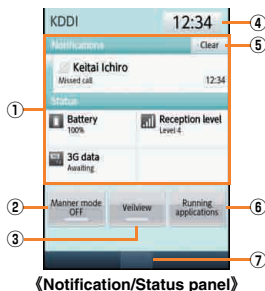 KDDI 12:34 ④
Notifications Clear ⑤
Keitai Ichiro
Missed call 12:34
①
Status
Battery Reception level
100% Level 4
3G data
Awaiting
② Manner mode OFF Veilview Running applications ⑥
③
⑦
《Notification/Status panel》